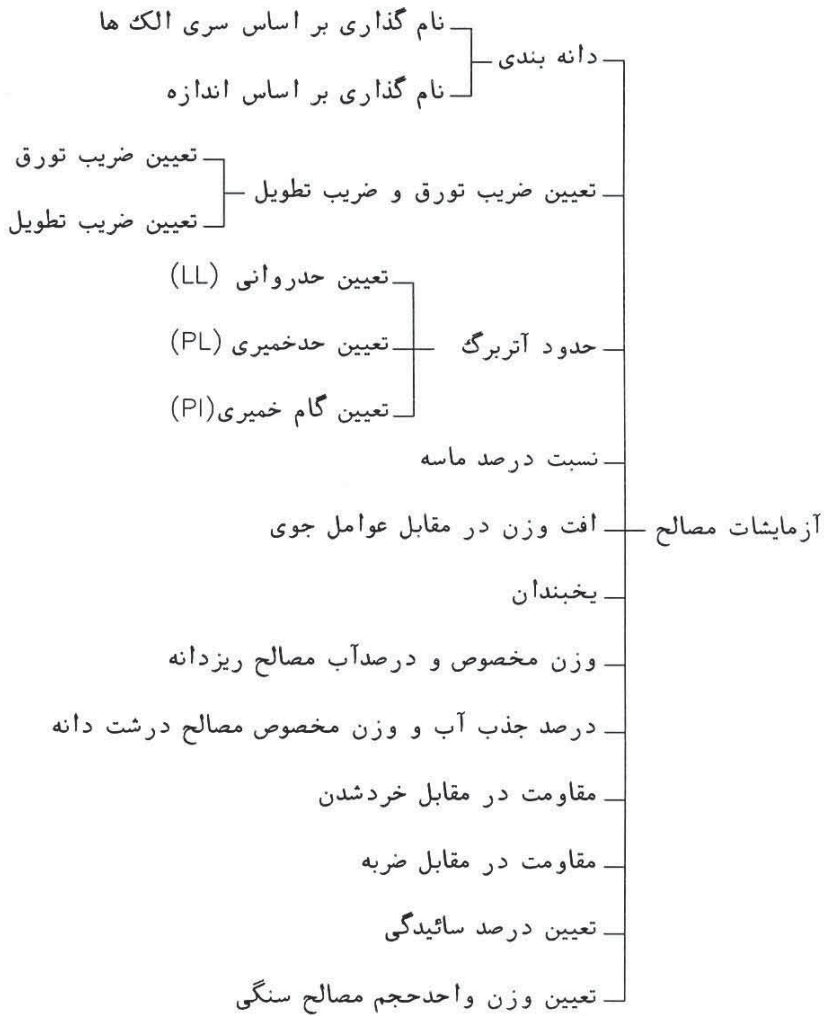 نام گذاری بر اساس سری الک ها
دانه بندی
نام گذاری بر اساس اندازه
تعیین ضریب تورق
تعیین ضریب تورق و ضریب تطویل
تعیین ضریب تطویل
تعیین حدروانی (LL)
حدود آتربرگ
تعیین حدخمیری (PL)
تعیین گام خمیری(PI)
نسبت درصد ماسه
آزمایشات مصالح
افت وزن در مقابل عوامل جوی
یخبندان
وزن مخصوص و درصدآب مصالح ریزدانه
درصد جذب آب و وزن مخصوص مصالح درشت دانه
مقاومت در مقابل خردشدن
مقاومت در مقابل ضربه
تعیین درصد سائیدگی
تعیین وزن واحدحجم مصالح سنگی